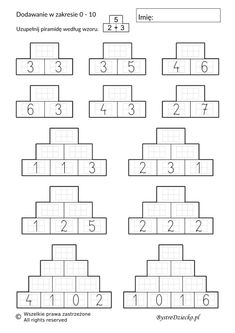 Dodawanie w zakresie 0 - 10
Imię:
5
Uzupełnij piramidę według wzoru.
2 + 3
3 3
3 5
4 6
6 3
4 2
2 7
1 1 3
1 2 3
1 2 5
2 1 2
4 1 0 2
1 0 1 6
© Wszelkie prawa zastrzeżone
All rights reserved
BystreDziecko.pl